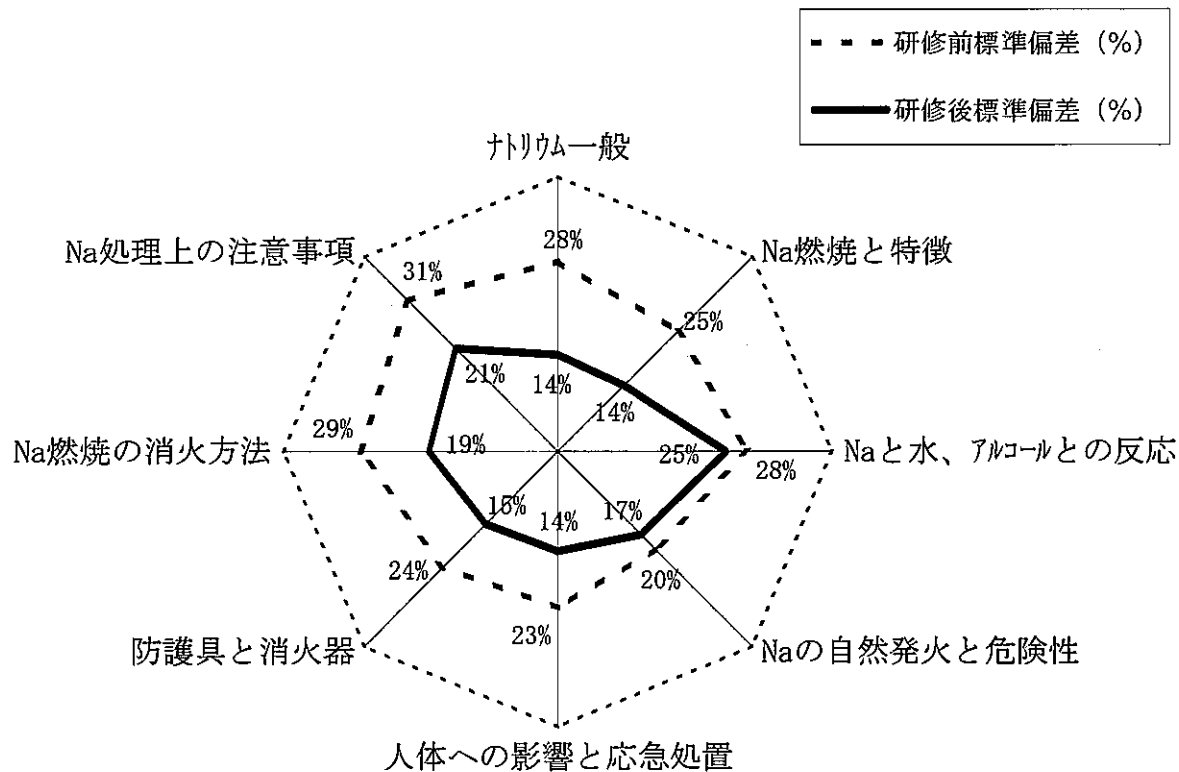 研修前標準偏差 (%)
研修後標準偏差 (%)
ﾅﾄﾘｳﾑ一般
Na処理上の注意事項
Na燃焼と特徴
28%
31%
25%
21%
14%
14%
Na燃焼の消火方法
29%
19%
25%
28%
Naと水、ｱﾙｺｰﾙとの反応
15%
14%
17%
24%
23%
20%
防護具と消火器
Naの自然発火と危険性
人体への影響と応急処置